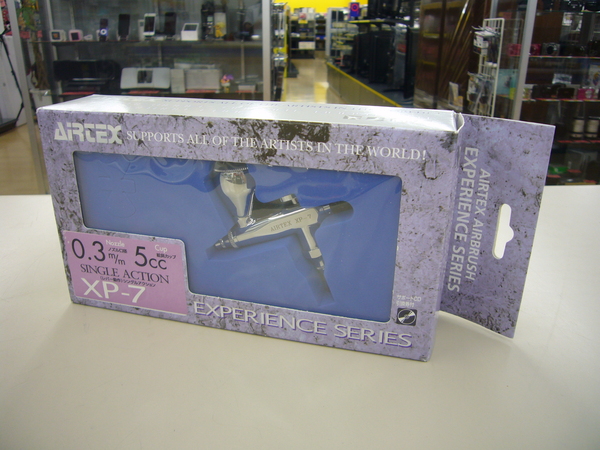 AIRTEX SUPPORTS ALL OF THE ARTISTS IN THE WORLD!
AIRTEX XP-7
Nozzle Cup
0.3 m/m 5cc
SINGLE ACTION
XP-7
EXPERIENCE SERIES
AIRTEX AIRBRUSH
EXPERIENCE SERIES